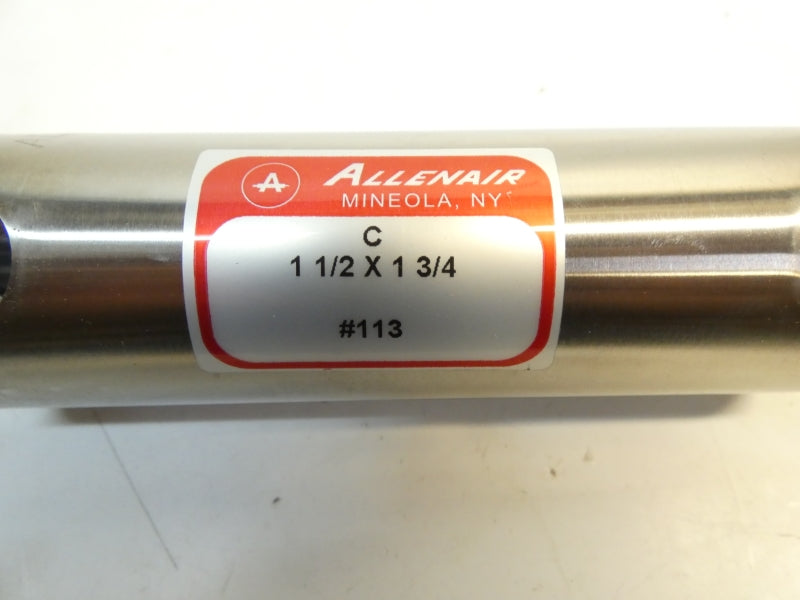 A ALLENAIR
MINEOLA, NY
C
1 1/2 X 1 3/4
#113